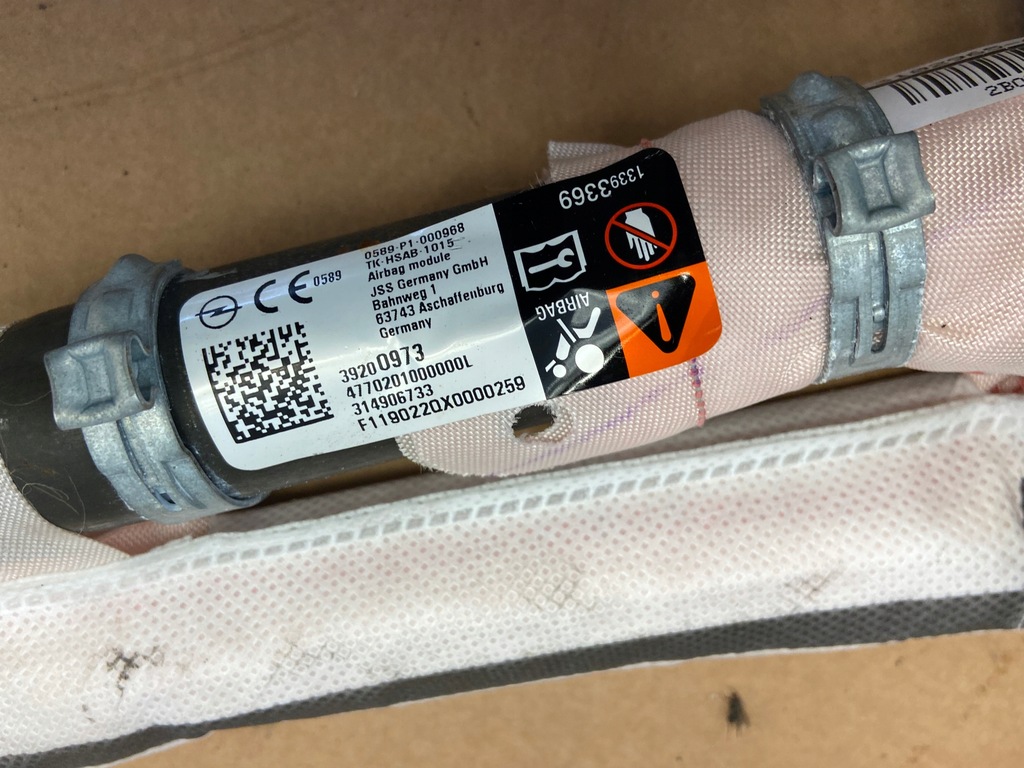 0589
0589-P1-000968
TK-HSAB-1015
Airbag module
JSS Germany GmbH
Bahnweg 1
63743 Aschaffenburg
Germany
39200973
4770201000000L
314906733
F119022QX0000259
13393369
AIRBAG
2BC